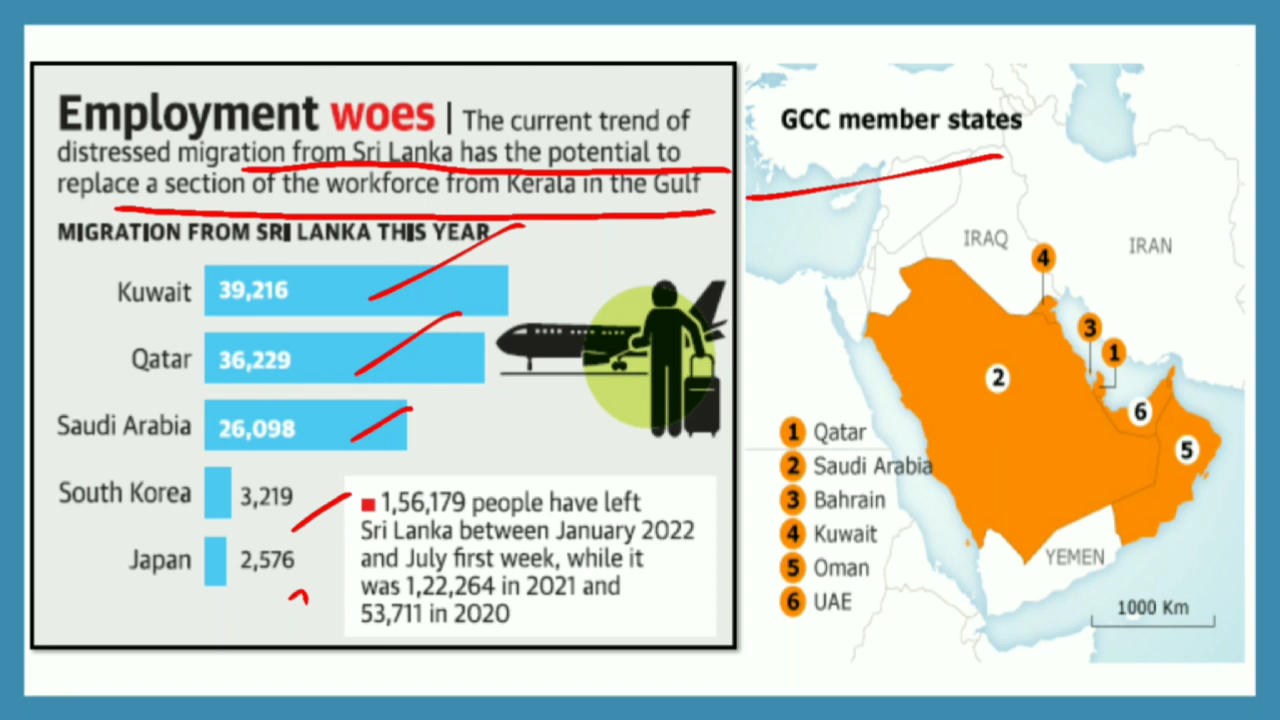 Employment woes | The current trend of
distressed migration from Sri Lanka has the potential to
replace a section of the workforce from Kerala in the Gulf
MIGRATION FROM SRI LANKA THIS YEAR
Kuwait 39,216
Qatar 36,229
Saudi Arabia 26,098
South Korea 3,219
Japan 2,576
1,56,179 people have left
Sri Lanka between January 2022
and July first week, while it
was 1,22,264 in 2021 and
53,711 in 2020
GCC member states
IRAQ
IRAN
4
3
1
2
6
5
1 Qatar
2 Saudi Arabia
3 Bahrain
4 Kuwait
5 Oman
6 UAE
YEMEN
1000 Km